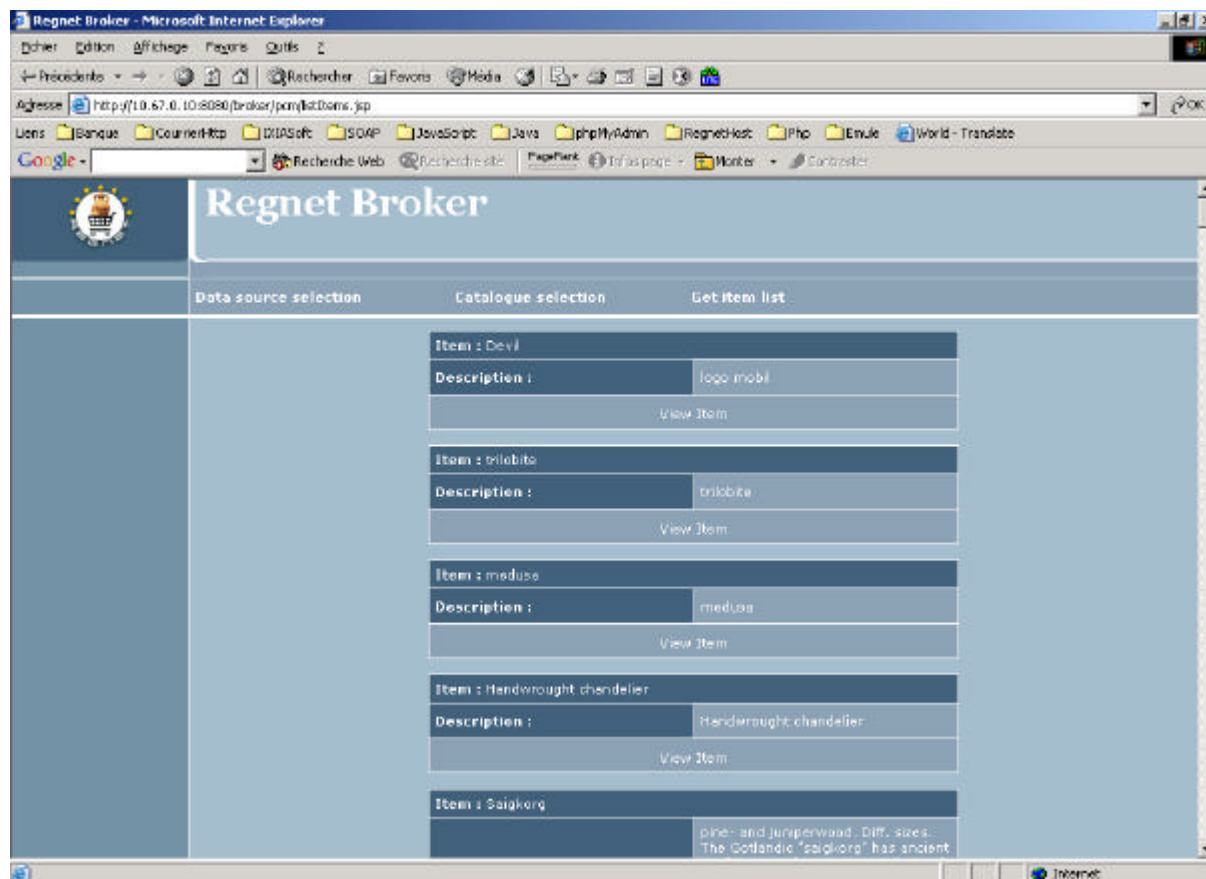 Regnet Broker - Microsoft Internet Explorer
Fichier Edition Affichage Favoris Outils ?
Précédente Rechercher Favoris Média
Adresse http://10.67.0.10:8080/broker/pcm/listItems.jsp OK
Liens Banque CourrierHttp IXIASoft SOAP JavaScript Java phpMyAdmin RegnetHost Php Emule World - Translate
Google Recherche Web Recherche site PageRank Infos page Monter Contraster
Regnet Broker
Data source selection Catalogue selection Get item list
Item : Devil
Description : logo mobil
View Item
Item : trilobite
Description : trilobite
View Item
Item : medusa
Description : medusa
View Item
Item : Handwrought chandelier
Description : Handwrought chandelier
View Item
Item : Saigkorg
pine- and juniperwood. Diff. sizes.
The Gotlandic "saigkorg" has ancient
Internet